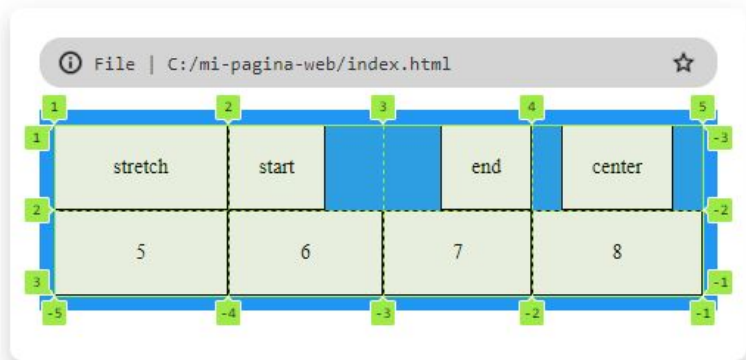 File | C:/mi-pagina-web/index.html
1 2 3 4 5
1 -3
stretch start end center
2 -2
5 6 7 8
3 -1
-5 -4 -3 -2 -1